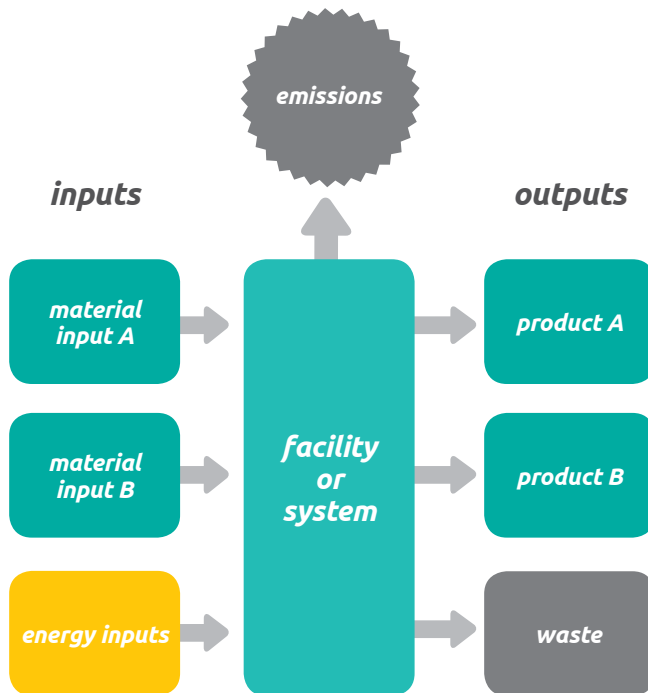 emissions
inputs
outputs
material
input A
product A
material
input B
facility
or
system
product B
energy inputs
waste